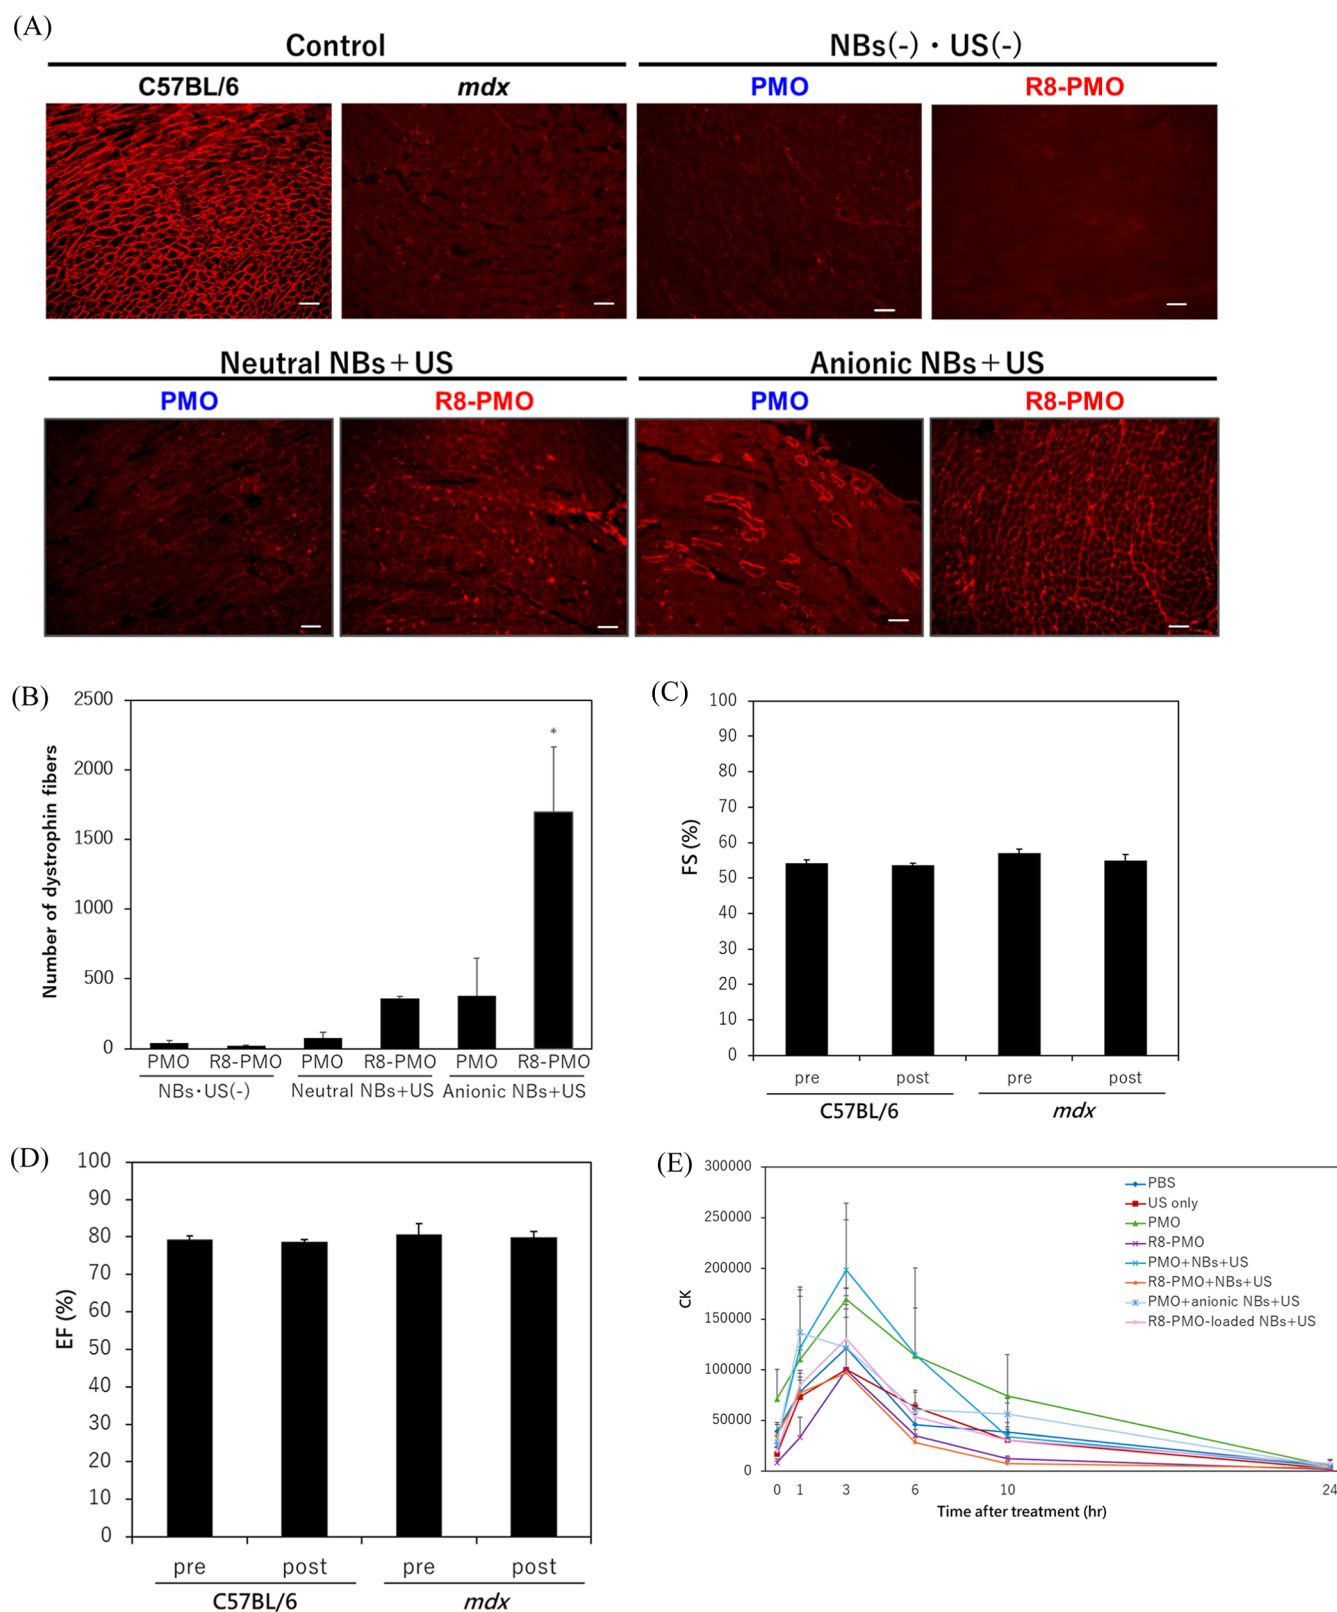 (A)
Control
NBs(-)・US(-)
C57BL/6
mdx
PMO
R8-PMO
Neutral NBs+US
Anionic NBs+US
PMO
R8-PMO
PMO
R8-PMO
(B)
2500
2000
1500
1000
500
0
Number of dystrophin fibers
*
PMO
R8-PMO
PMO
R8-PMO
PMO
R8-PMO
NBs・US(-)
Neutral NBs+US
Anionic NBs+US
(C)
100
90
80
70
60
50
40
30
20
10
0
FS (%)
pre
post
pre
post
C57BL/6
mdx
(D)
100
90
80
70
60
50
40
30
20
10
0
EF (%)
pre
post
pre
post
C57BL/6
mdx
(E)
300000
250000
200000
150000
100000
50000
0
CK
PBS
US only
PMO
R8-PMO
PMO+NBs+US
R8-PMO+NBs+US
PMO+anionic NBs+US
R8-PMO-loaded NBs+US
0 1 3 6 10 24
Time after treatment (hr)